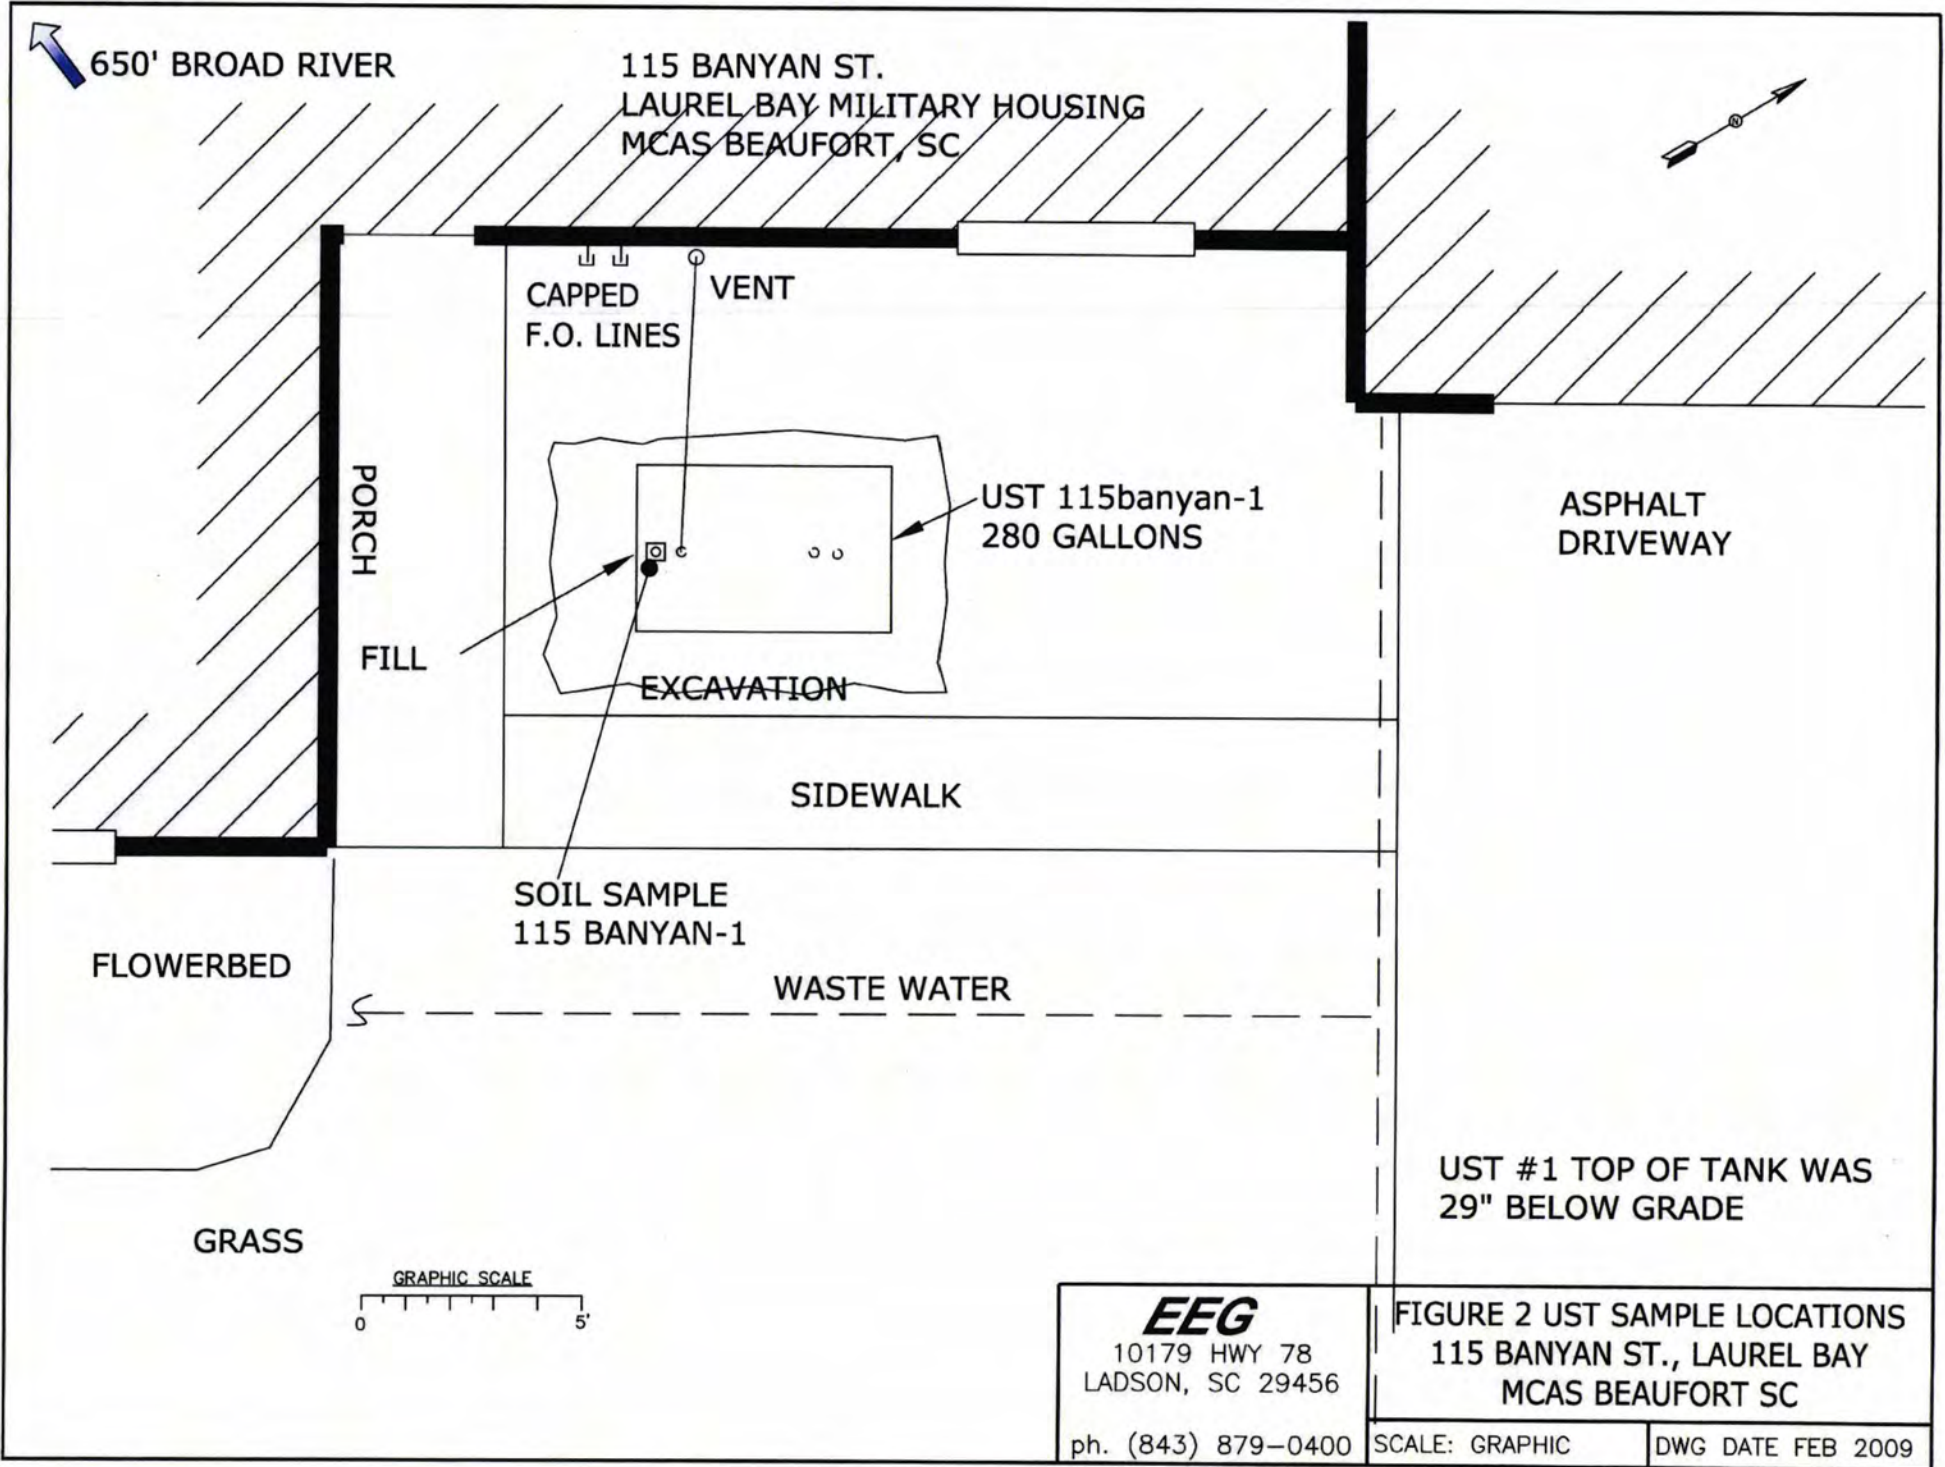 650' BROAD RIVER
115 BANYAN ST.
LAUREL BAY MILITARY HOUSING
MCAS BEAUFORT, SC
N
CAPPED
F.O. LINES
VENT
PORCH
UST 115banyan-1
280 GALLONS
ASPHALT
DRIVEWAY
FILL
EXCAVATION
SIDEWALK
SOIL SAMPLE
115 BANYAN-1
FLOWERBED
WASTE WATER
UST #1 TOP OF TANK WAS
29" BELOW GRADE
GRASS
GRAPHIC SCALE
0 5'
EEG
10179 HWY 78
LADSON, SC 29456
ph. (843) 879-0400
FIGURE 2 UST SAMPLE LOCATIONS
115 BANYAN ST., LAUREL BAY
MCAS BEAUFORT SC
SCALE: GRAPHIC
DWG DATE FEB 2009